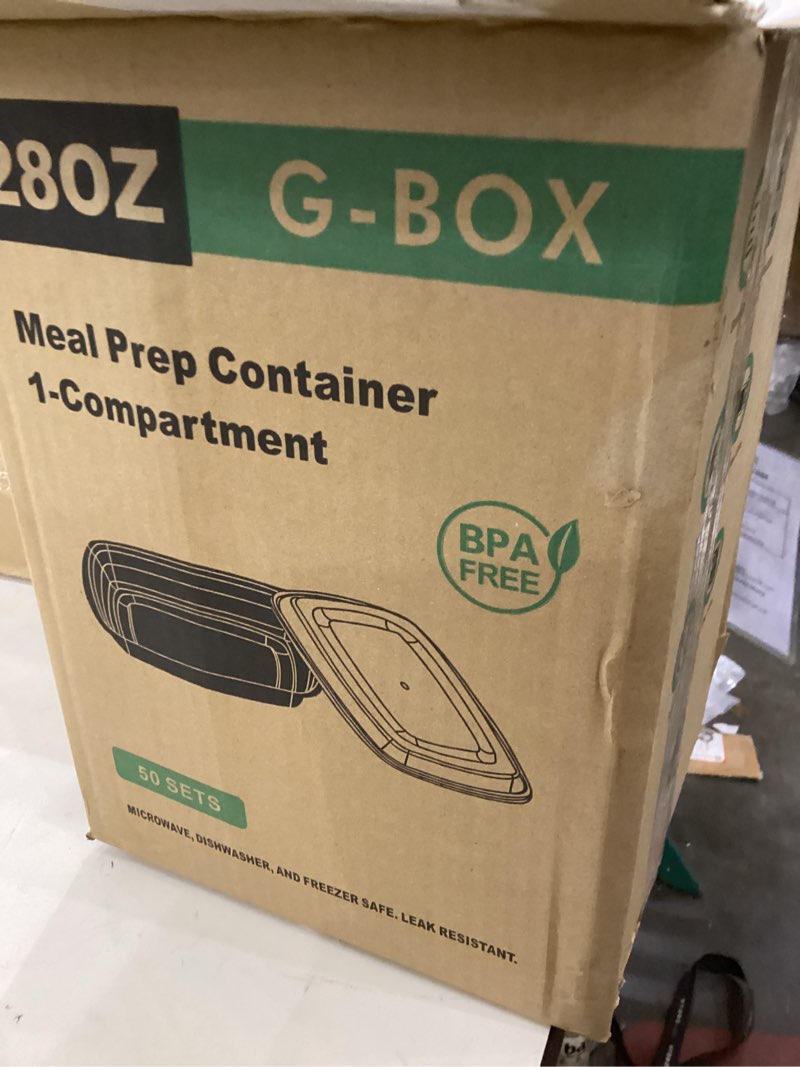 28OZ
G-BOX
Meal Prep Container
1-Compartment
BPA
FREE
50 SETS
MICROWAVE, DISHWASHER, AND FREEZER SAFE. LEAK RESISTANT.